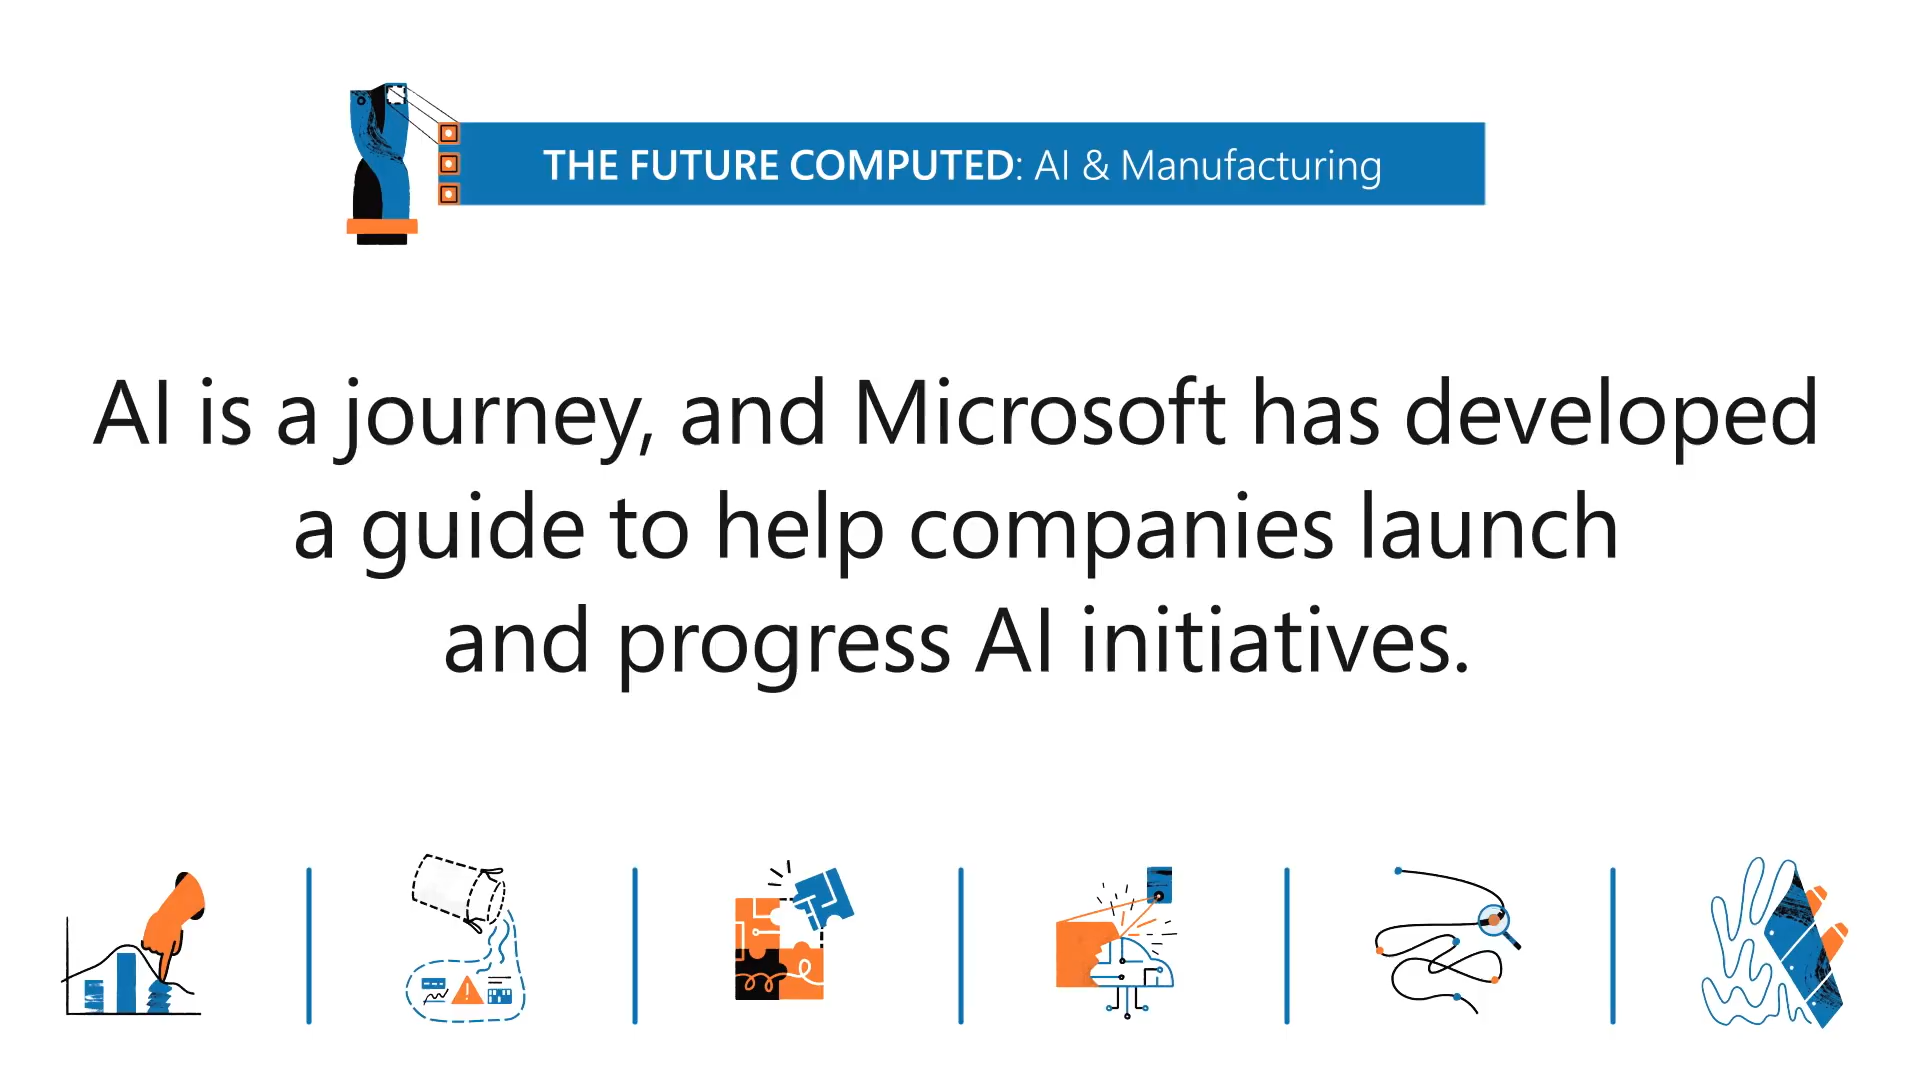 THE FUTURE COMPUTED: AI & Manufacturing
AI is a journey, and Microsoft has developed
a guide to help companies launch
and progress AI initiatives.